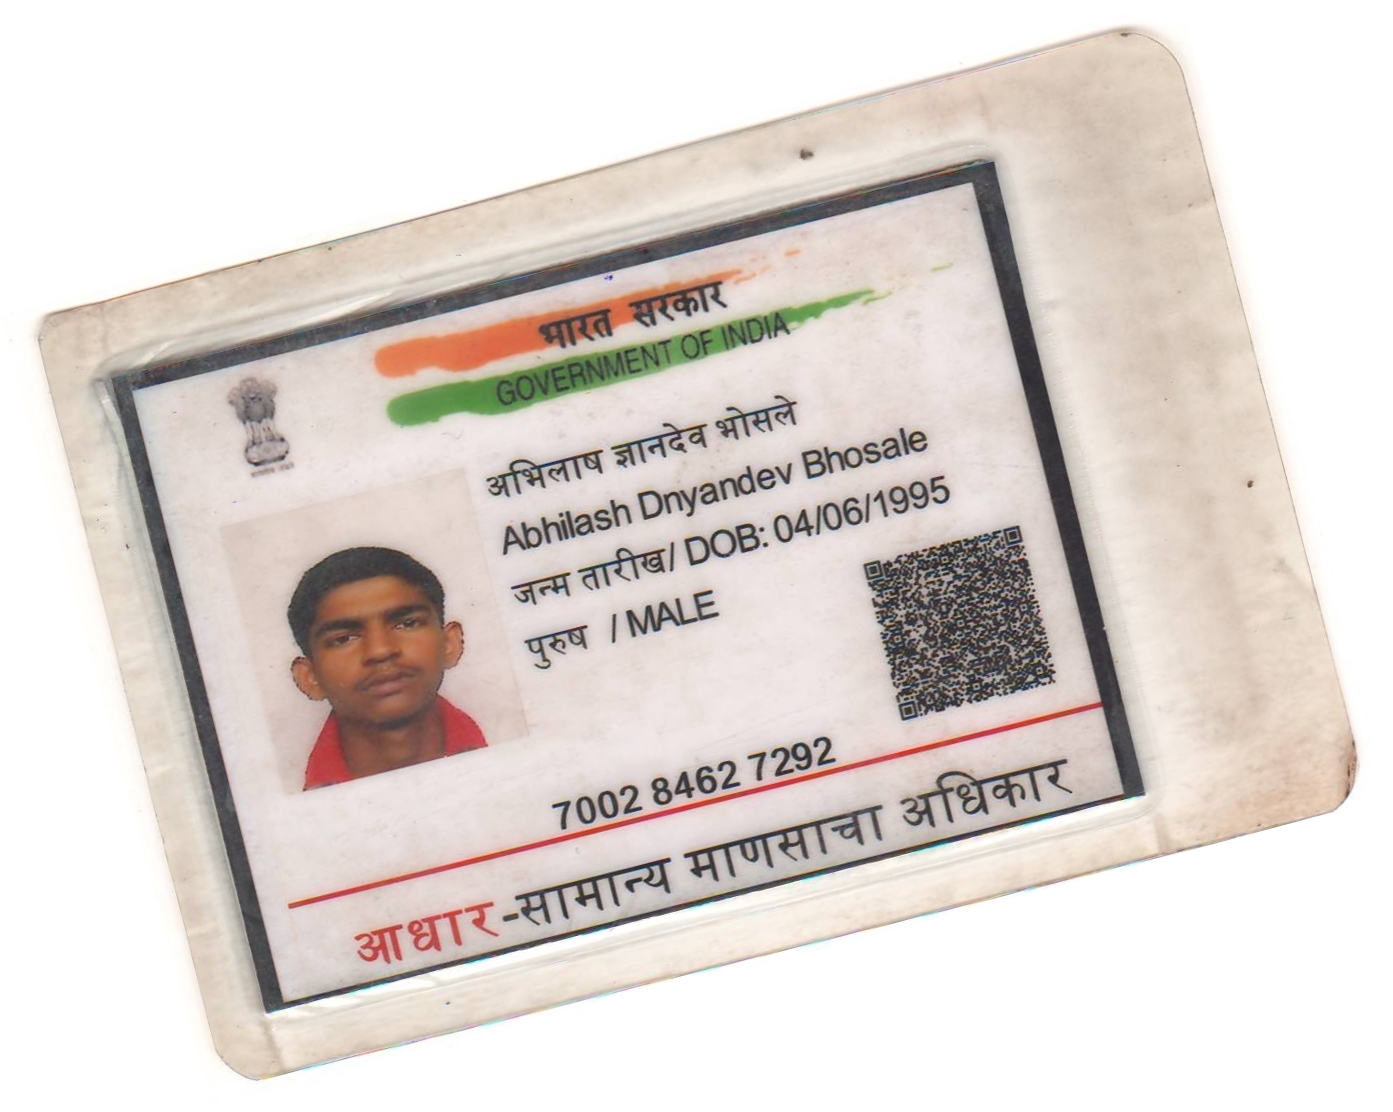 भारत सरकार
GOVERNMENT OF INDIA
अभिलाष ज्ञानदेव भोसले
Abhilash Dnyandev Bhosale
जन्म तारीख/ DOB: 04/06/1995
पुरुष / MALE
7002 8462 7292
आधार-सामान्य माणसाचा अधिकार